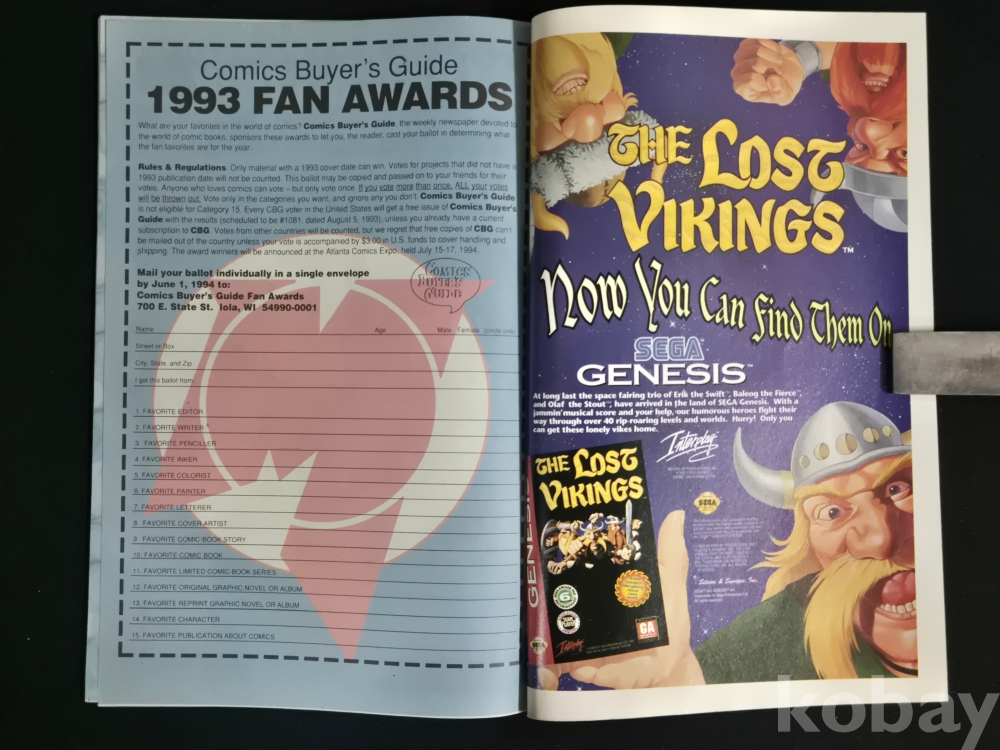 Comics Buyer's Guide
1993 FAN AWARDS
What are your favorites in the world of comics? Comics Buyer's Guide, the weekly newspaper devoted to
the world of comic books, sponsors these awards to let you, the reader, cast your ballot in determining what
the fan favorites are for the year.
Rules & Regulations: Only material with a 1993 cover date can win. Votes for projects that did not have a
1993 publication date will not be counted. This ballot may be copied and passed on to your friends for their
votes. Anyone who loves comics can vote – but only vote once. If you vote more than once, ALL your votes
will be thrown out. Vote only in the categories you want, and ignore any you don't. Comics Buyer's Guide
is not eligible for Category 15. Every CBG voter in the United States will get a free issue of Comics Buyer's
Guide with the results (scheduled to be #1081, dated August 5, 1993), unless you already have a current
subscription to CBG. Votes from other countries will be counted, but we regret that free copies of CBG can't
be mailed out of the country unless your vote is accompanied by $3.00 in U.S. funds to cover handling and
shipping. The award winners will be announced at the Atlanta Comics Expo, held July 15-17, 1994.
Mail your ballot individually in a single envelope
by June 1, 1994 to:
Comics Buyer's Guide Fan Awards
700 E. State St. Iola, WI 54990-0001
COMICS
BUYER'S
GUIDE
Name Age Male Female (circle one)
Street or Box
City, State, and Zip
I got this ballot from
1. FAVORITE EDITOR
2. FAVORITE WRITER
3. FAVORITE PENCILLER
4. FAVORITE INKER
5. FAVORITE COLORIST
6. FAVORITE PAINTER
7. FAVORITE LETTERER
8. FAVORITE COVER ARTIST
9. FAVORITE COMIC-BOOK STORY
10. FAVORITE COMIC BOOK
11. FAVORITE LIMITED COMIC-BOOK SERIES
12. FAVORITE ORIGINAL GRAPHIC NOVEL OR ALBUM
13. FAVORITE REPRINT GRAPHIC NOVEL OR ALBUM
14. FAVORITE CHARACTER
15. FAVORITE PUBLICATION ABOUT COMICS
THE LOST
VIKINGS™
Now You Can Find Them On
SEGA
GENESIS™
At long last the space fairing trio of Erik the Swift™, Baleog the Fierce™,
and Olaf the Stout™, have arrived in the land of SEGA Genesis. With a
jammin' musical score and your help, our humorous heroes fight their
way through over 40 rip-roaring levels and worlds. Hurry! Only you
can get these lonely vikes home.
Interplay™
SEGA
THE LOST
VIKINGS™
GENESIS
6
GA
Interplay
SEGA
Silicon & Synapse, Inc.
kobay